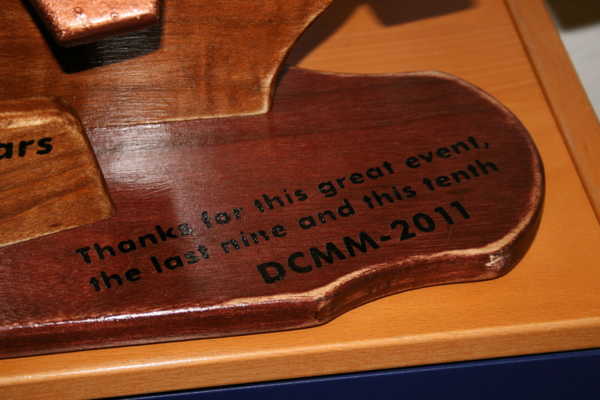 ars
Thanks for this great event,
the last nine and this tenth
DCMM-2011